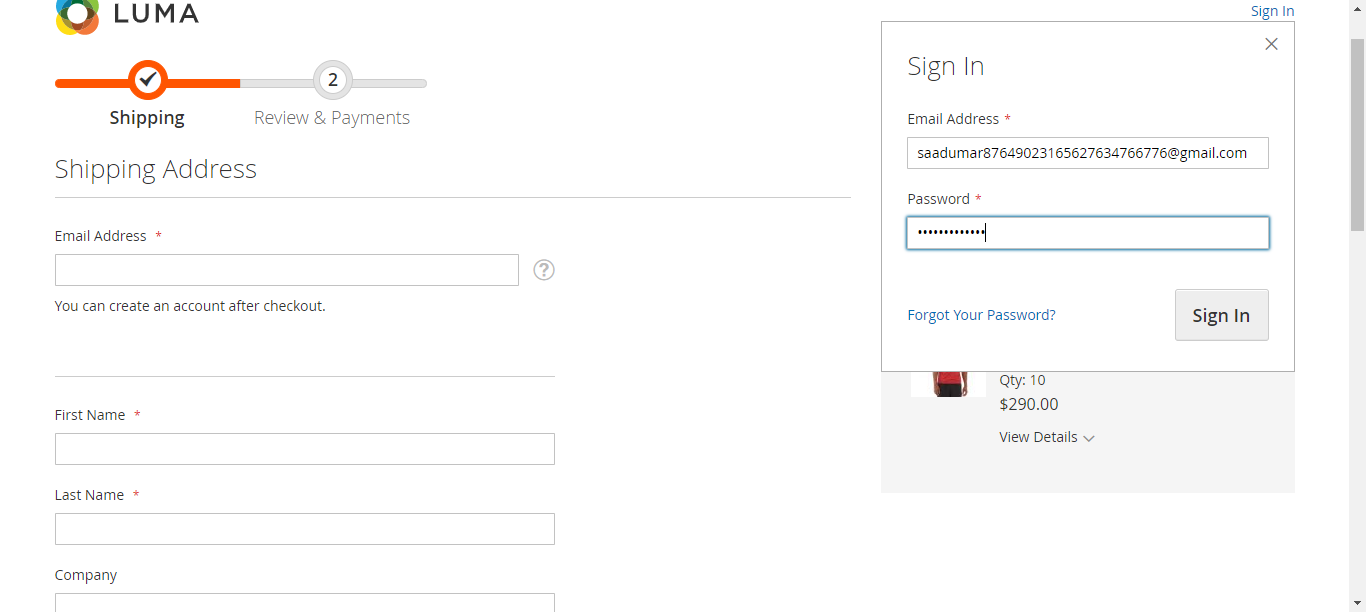 LUMA
Sign In
2
Shipping
Review & Payments
Shipping Address
Email Address *
?
You can create an account after checkout.
First Name *
Last Name *
Company
Sign In
Email Address *
saadumar87649023165627634766776@gmail.com
Password *
•••••••••••••
Forgot Your Password?
Sign In
Qty: 10
$290.00
View Details